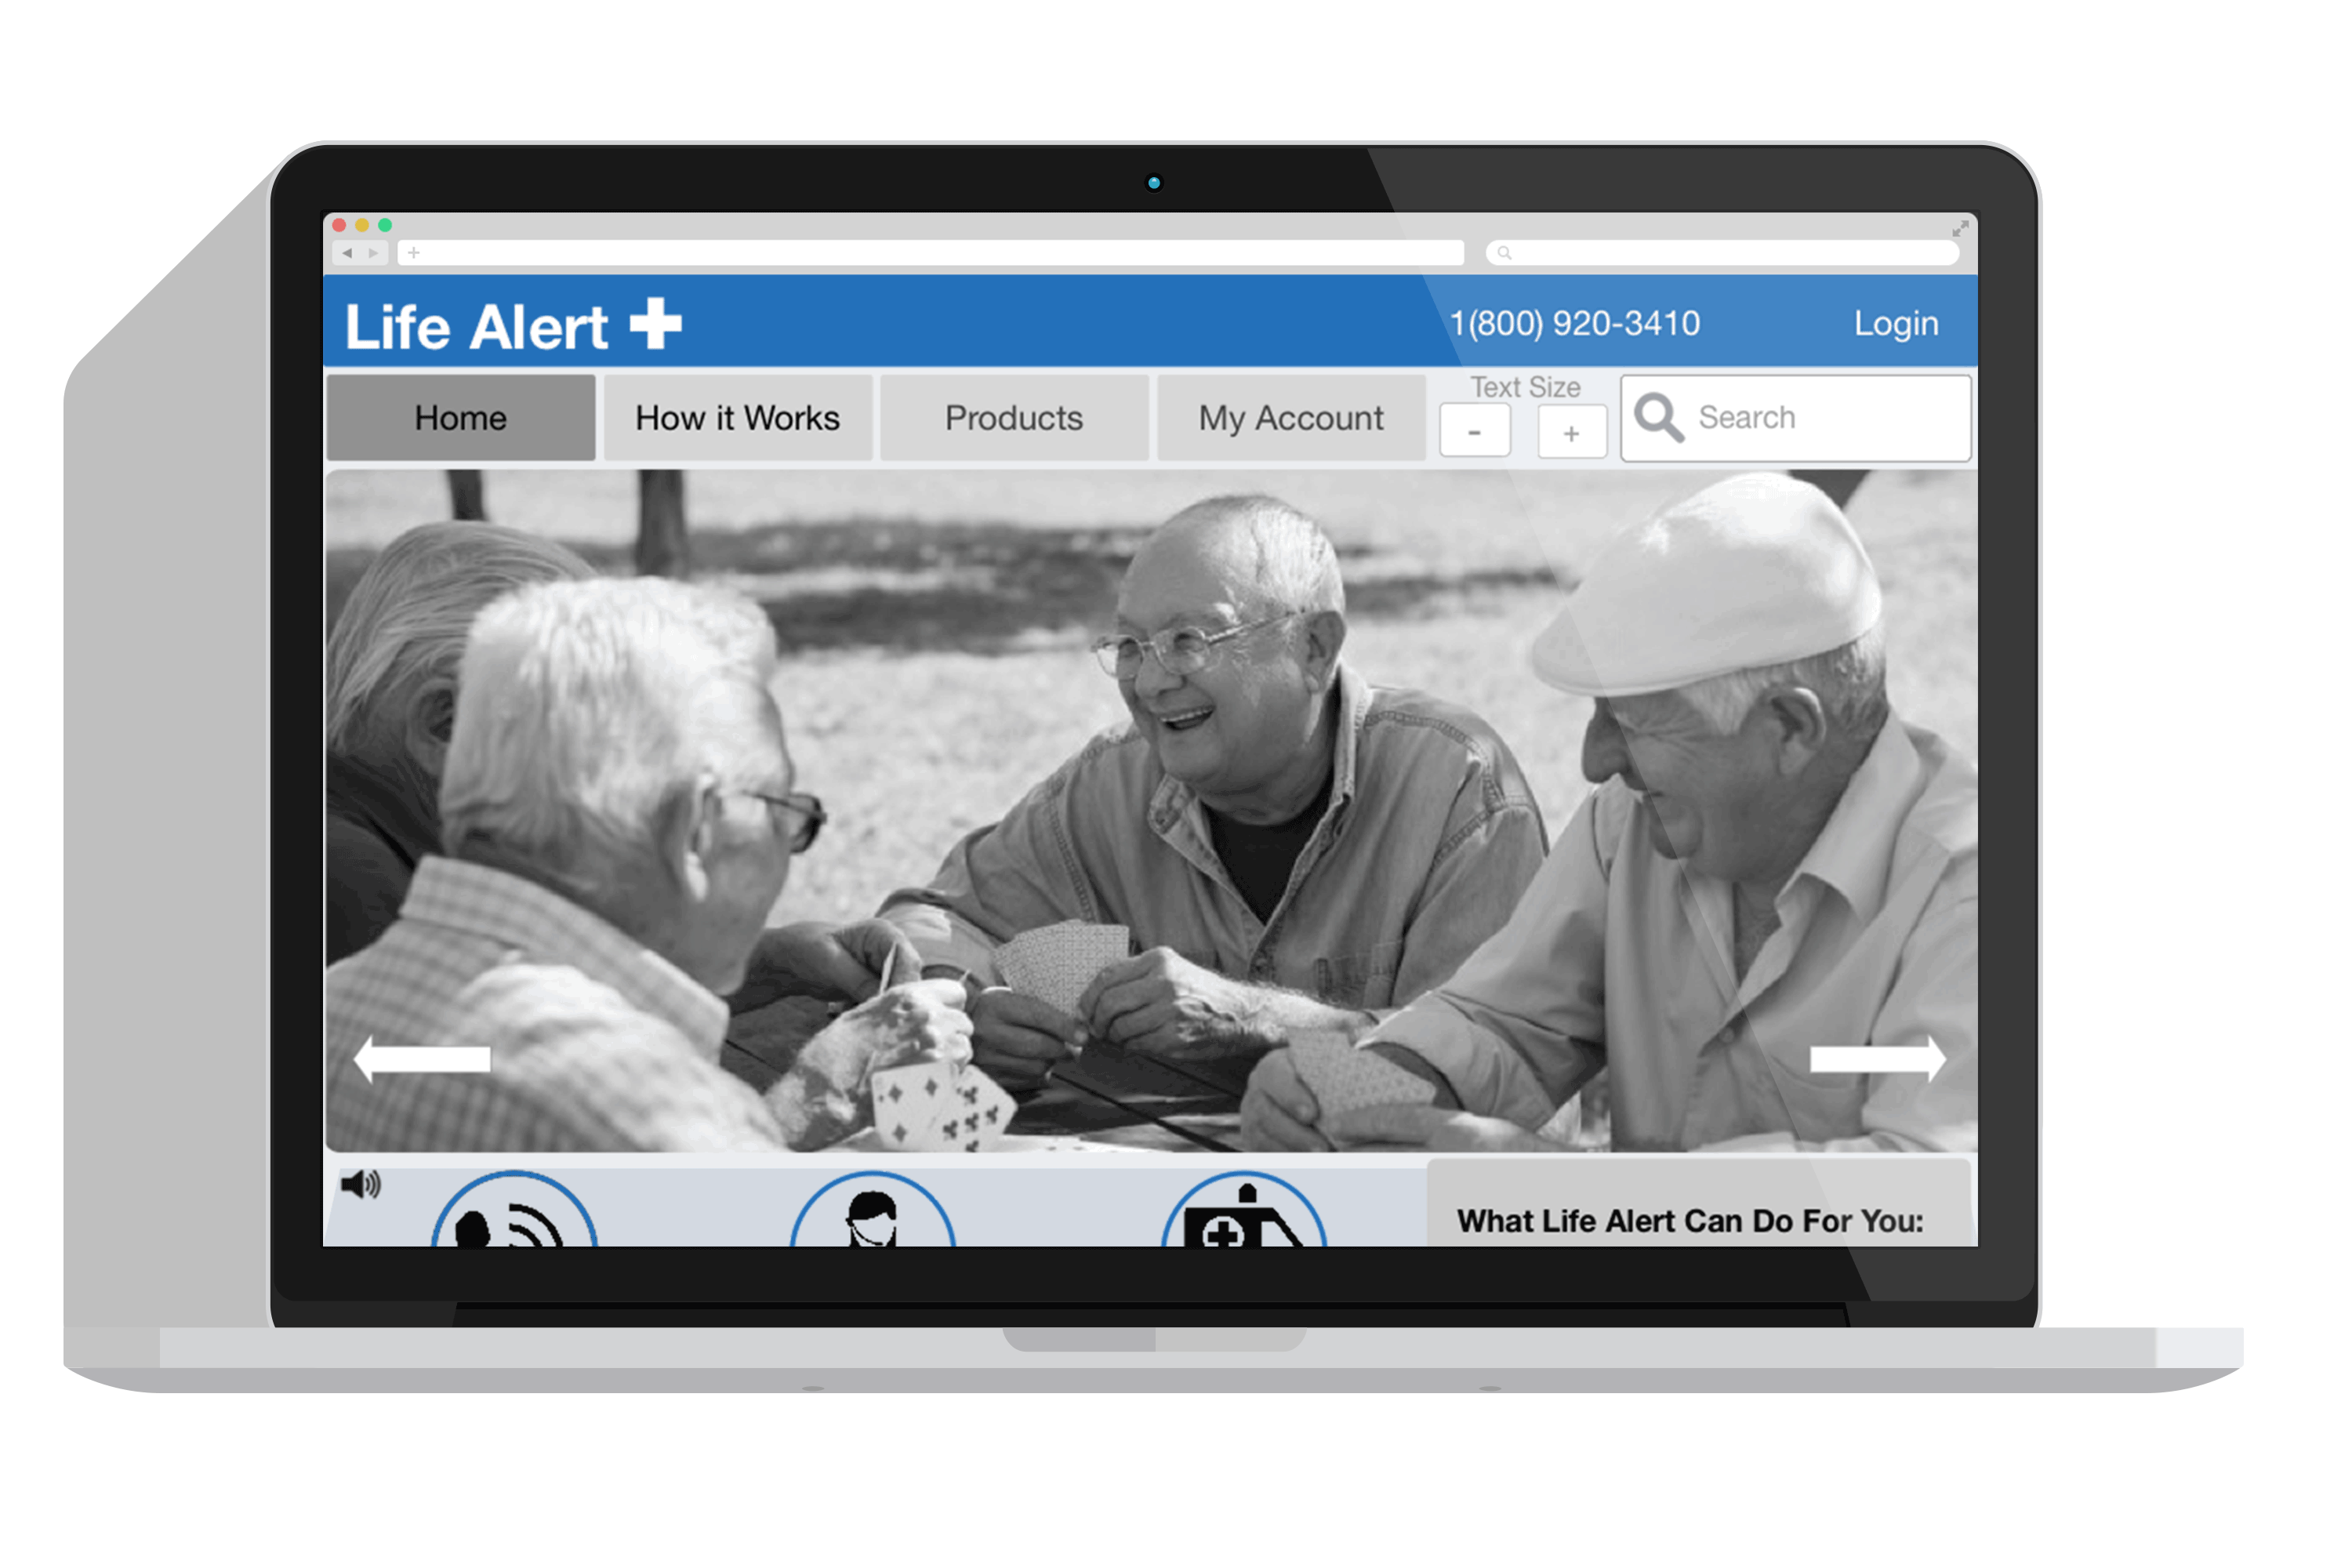 Life Alert
1(800) 920-3410
Login
Home
How it Works
Products
My Account
Text Size
-
+
Search
What Life Alert Can Do For You: